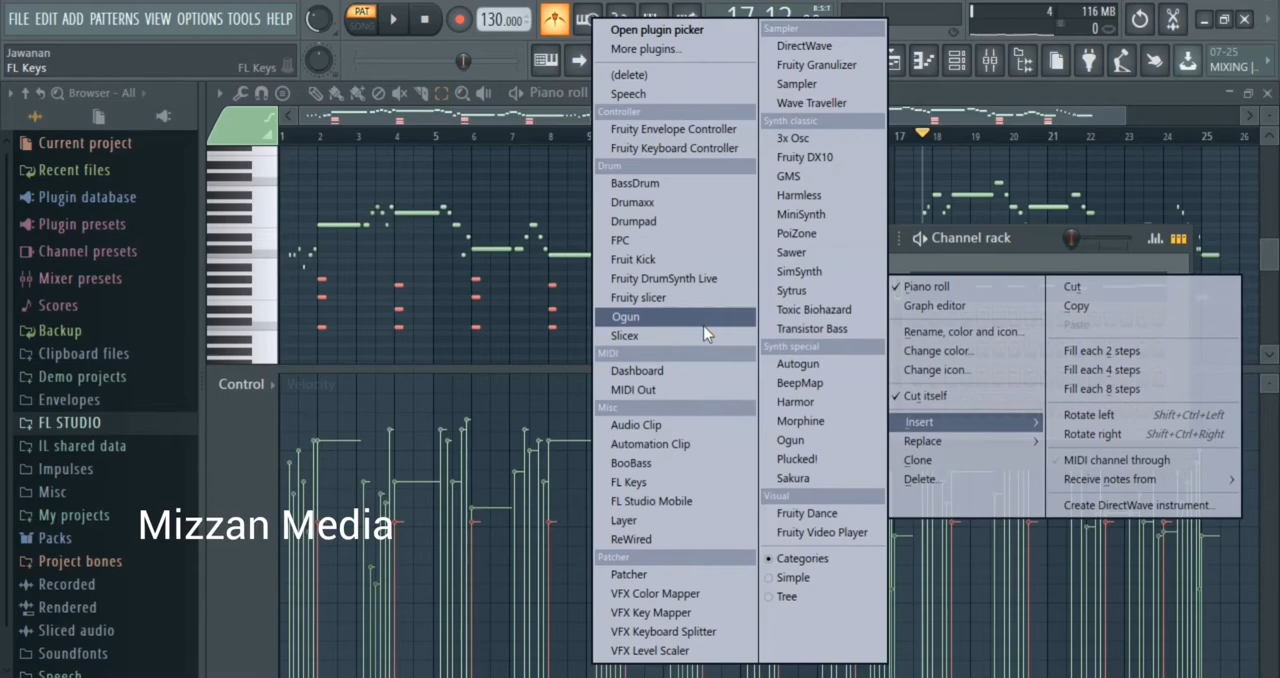 FILE EDIT ADD PATTERNS VIEW OPTIONS TOOLS HELP
PAT
SONG
130.000
17.12
B:S:T
4
116 MB
0
Jawanan
FL Keys
FL Keys
07-25
MIXING |..
Browser - All
Piano roll
1 2 3 4 5 6 7 8 9
17 18 19 20 21 22 23 24 25 26
Current project
Recent files
Plugin database
Plugin presets
Channel presets
Mixer presets
Scores
Backup
Clipboard files
Demo projects
Envelopes
FL STUDIO
IL shared data
Impulses
Misc
My projects
Packs
Project bones
Recorded
Rendered
Sliced audio
Soundfonts
Speech
Control
Velocity
Mizzan Media
Open plugin picker
More plugins...
(delete)
Speech
Controller
Fruity Envelope Controller
Fruity Keyboard Controller
Drum
BassDrum
Drumaxx
Drumpad
FPC
Fruit Kick
Fruity DrumSynth Live
Fruity slicer
Ogun
Slicex
MIDI
Dashboard
MIDI Out
Misc
Audio Clip
Automation Clip
BooBass
FL Keys
FL Studio Mobile
Layer
ReWired
Patcher
Patcher
VFX Color Mapper
VFX Key Mapper
VFX Keyboard Splitter
VFX Level Scaler
Sampler
DirectWave
Fruity Granulizer
Sampler
Wave Traveller
Synth classic
3x Osc
Fruity DX10
GMS
Harmless
MiniSynth
PoiZone
Sawer
SimSynth
Sytrus
Toxic Biohazard
Transistor Bass
Synth special
Autogun
BeepMap
Harmor
Morphine
Ogun
Plucked!
Sakura
Visual
Fruity Dance
Fruity Video Player
Categories
Simple
Tree
Channel rack
Piano roll
Graph editor
Rename, color and icon...
Change color...
Change icon...
Cut itself
Insert
Replace
Clone
Delete...
Cut
Copy
Paste
Fill each 2 steps
Fill each 4 steps
Fill each 8 steps
Rotate left Shift+Ctrl+Left
Rotate right Shift+Ctrl+Right
MIDI channel through
Receive notes from
Create DirectWave instrument...